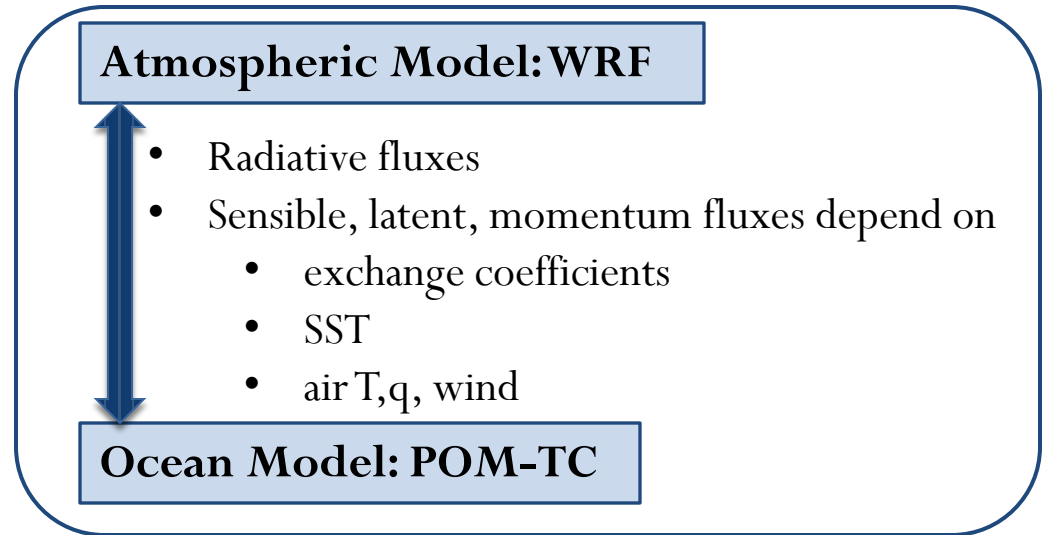 Atmospheric Model: WRF
• Radiative fluxes
• Sensible, latent, momentum fluxes depend on
• exchange coefficients
• SST
• air T,q, wind
Ocean Model: POM-TC